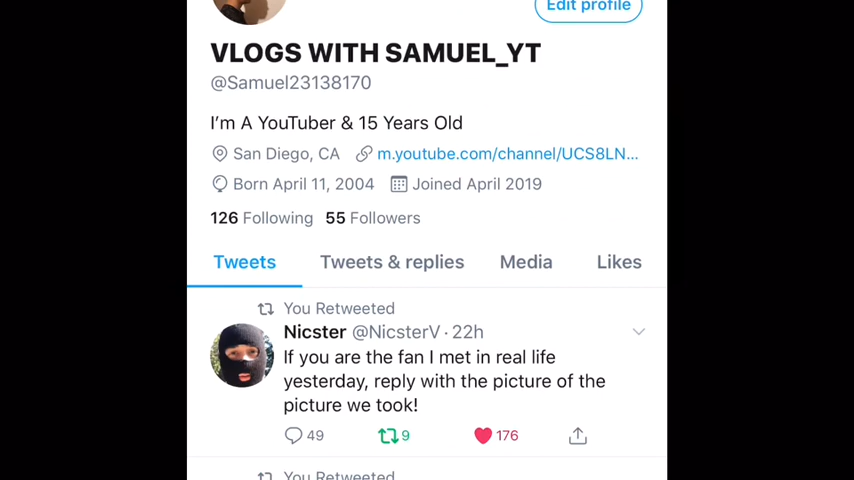 Edit profile
VLOGS WITH SAMUEL_YT
@Samuel23138170
I'm A YouTuber & 15 Years Old
San Diego, CA m.youtube.com/channel/UCS8LN...
Born April 11, 2004 Joined April 2019
126 Following 55 Followers
Tweets Tweets & replies Media Likes
You Retweeted
Nicster @NicsterV · 22h
If you are the fan I met in real life
yesterday, reply with the picture of the
picture we took!
49 9 176
You Retweeted